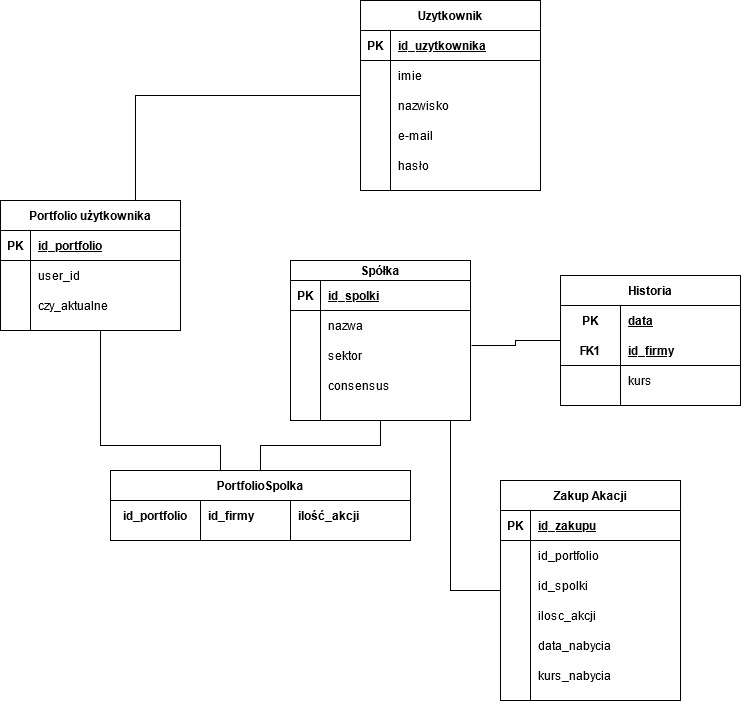 Uzytkownik
PK id_uzytkownika
imie
nazwisko
e-mail
hasło
Portfolio użytkownika
PK id_portfolio
user_id
czy_aktualne
Spółka
PK id_spolki
nazwa
sektor
consensus
Historia
PK data
FK1 id_firmy
kurs
PortfolioSpolka
id_portfolio id_firmy ilość_akcji
Zakup Akacji
PK id_zakupu
id_portfolio
id_spolki
ilosc_akcji
data_nabycia
kurs_nabycia